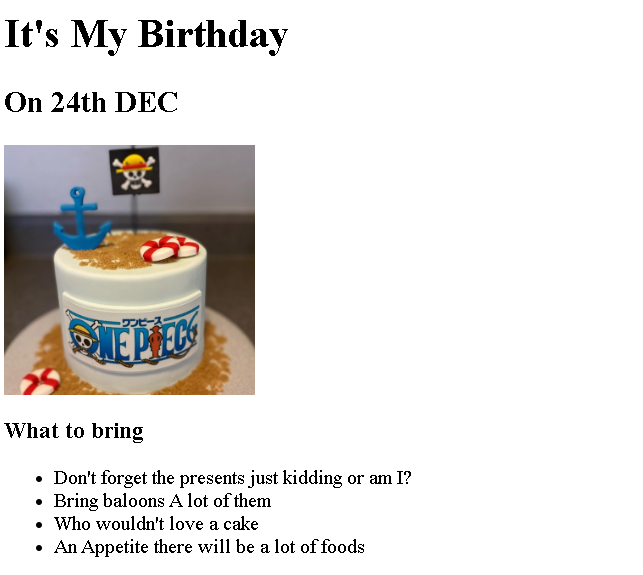 It's My Birthday
On 24th DEC
ワンピース
ONE PIECE
What to bring
Don't forget the presents just kidding or am I?
Bring baloons A lot of them
Who wouldn't love a cake
An Appetite there will be a lot of foods